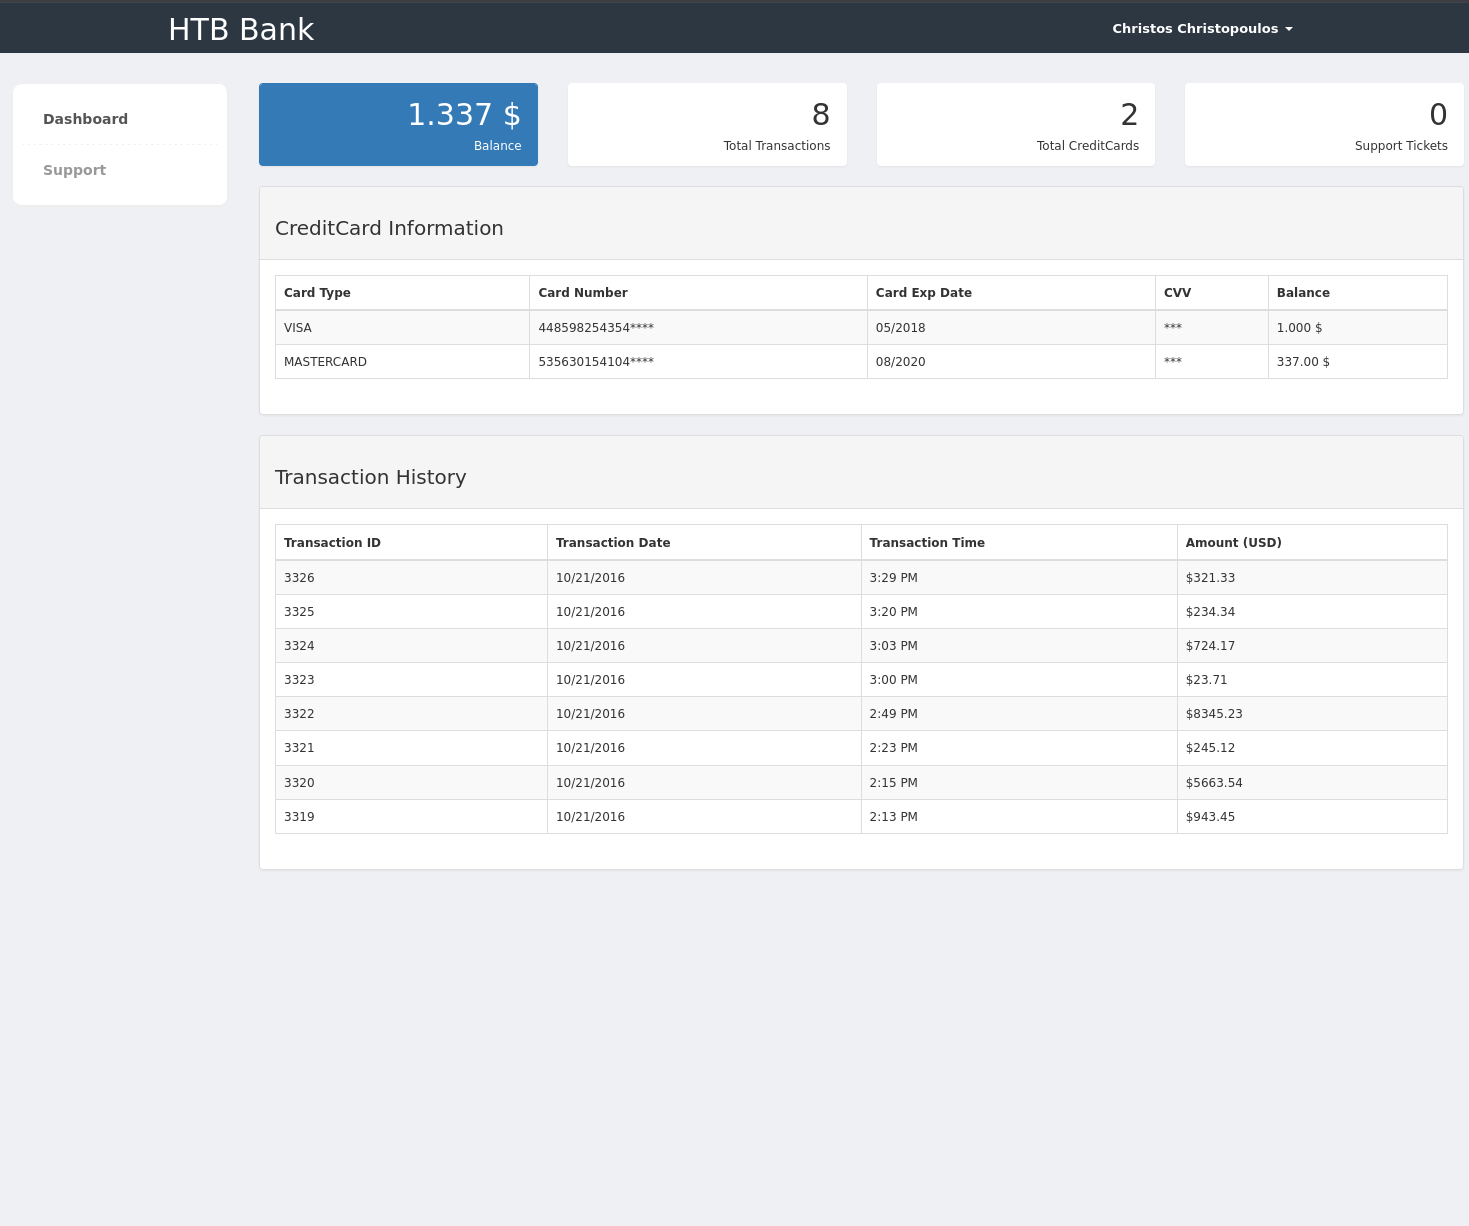 HTB Bank
Christos Christopoulos
Dashboard
Support
1.337 $
Balance
8
Total Transactions
2
Total CreditCards
0
Support Tickets
CreditCard Information
Card Type Card Number Card Exp Date CVV Balance
VISA 448598254354**** 05/2018 *** 1.000 $
MASTERCARD 535630154104**** 08/2020 *** 337.00 $
Transaction History
Transaction ID Transaction Date Transaction Time Amount (USD)
3326 10/21/2016 3:29 PM $321.33
3325 10/21/2016 3:20 PM $234.34
3324 10/21/2016 3:03 PM $724.17
3323 10/21/2016 3:00 PM $23.71
3322 10/21/2016 2:49 PM $8345.23
3321 10/21/2016 2:23 PM $245.12
3320 10/21/2016 2:15 PM $5663.54
3319 10/21/2016 2:13 PM $943.45